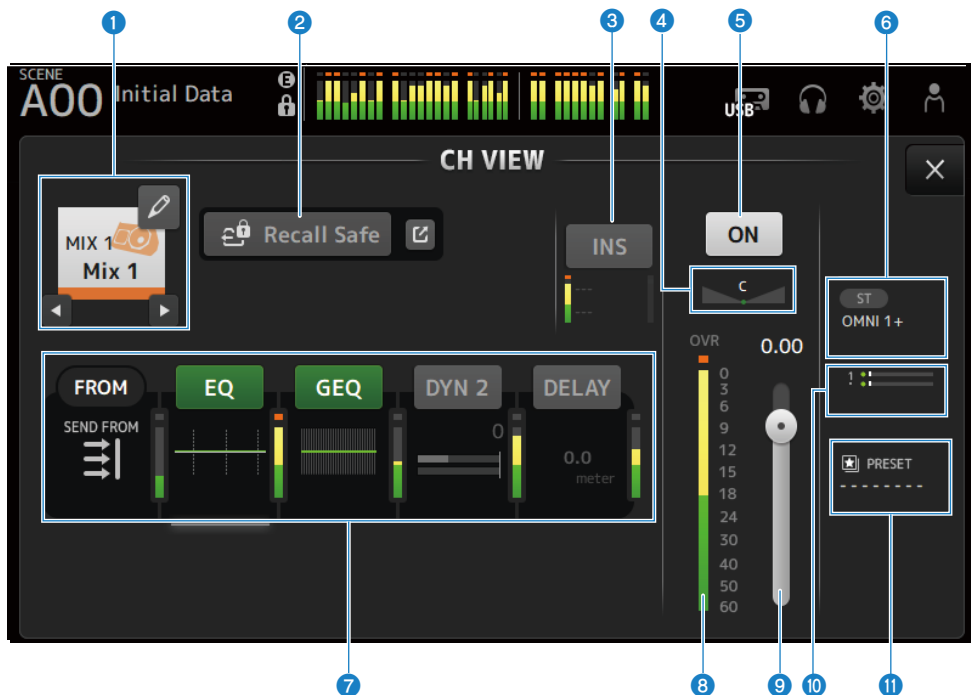 1 2 3 4 5 6
SCENE
A00 Initial Data E
USB
CH VIEW
MIX 1
Mix 1
Recall Safe
INS
---
---
ON
C
ST
OMNI 1+
OVR 0.00
0
3
6
9
12
15
18
24
30
40
50
60
1
!
PRESET
--------
FROM EQ GEQ DYN 2 DELAY
SEND FROM
0
0.0
meter
7 8 9 10 11